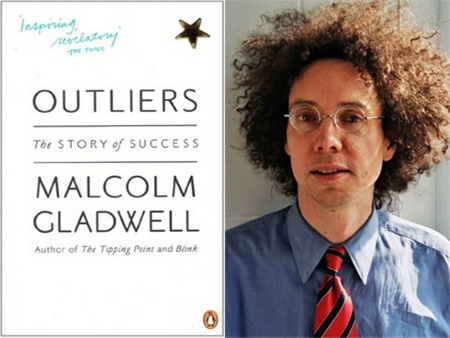 'Inspiring,
revelatory'
THE TIMES
OUTLIERS
The STORY of SUCCESS
MALCOLM
GLADWELL
Author of The Tipping Point and Blink